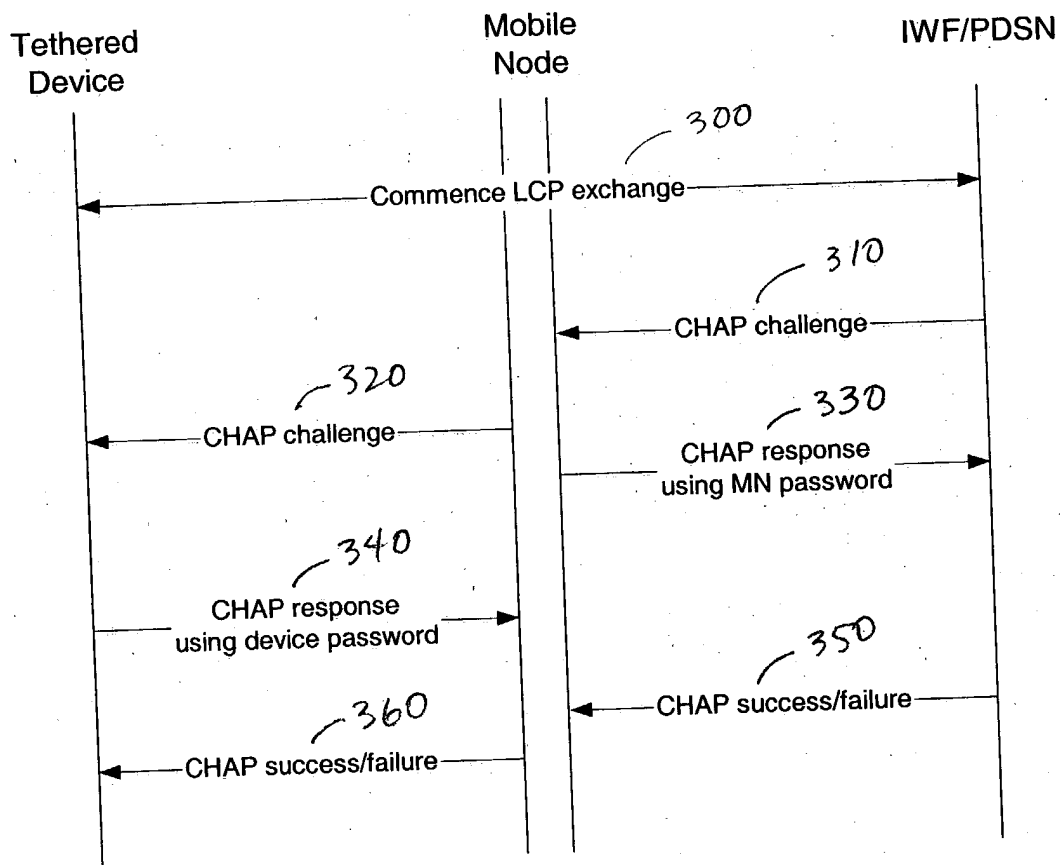 Tethered
Device
Mobile
Node
IWF/PDSN
300
Commence LCP exchange
310
CHAP challenge
320
CHAP challenge
330
CHAP response
using MN password
340
CHAP response
using device password
350
CHAP success/failure
360
CHAP success/failure